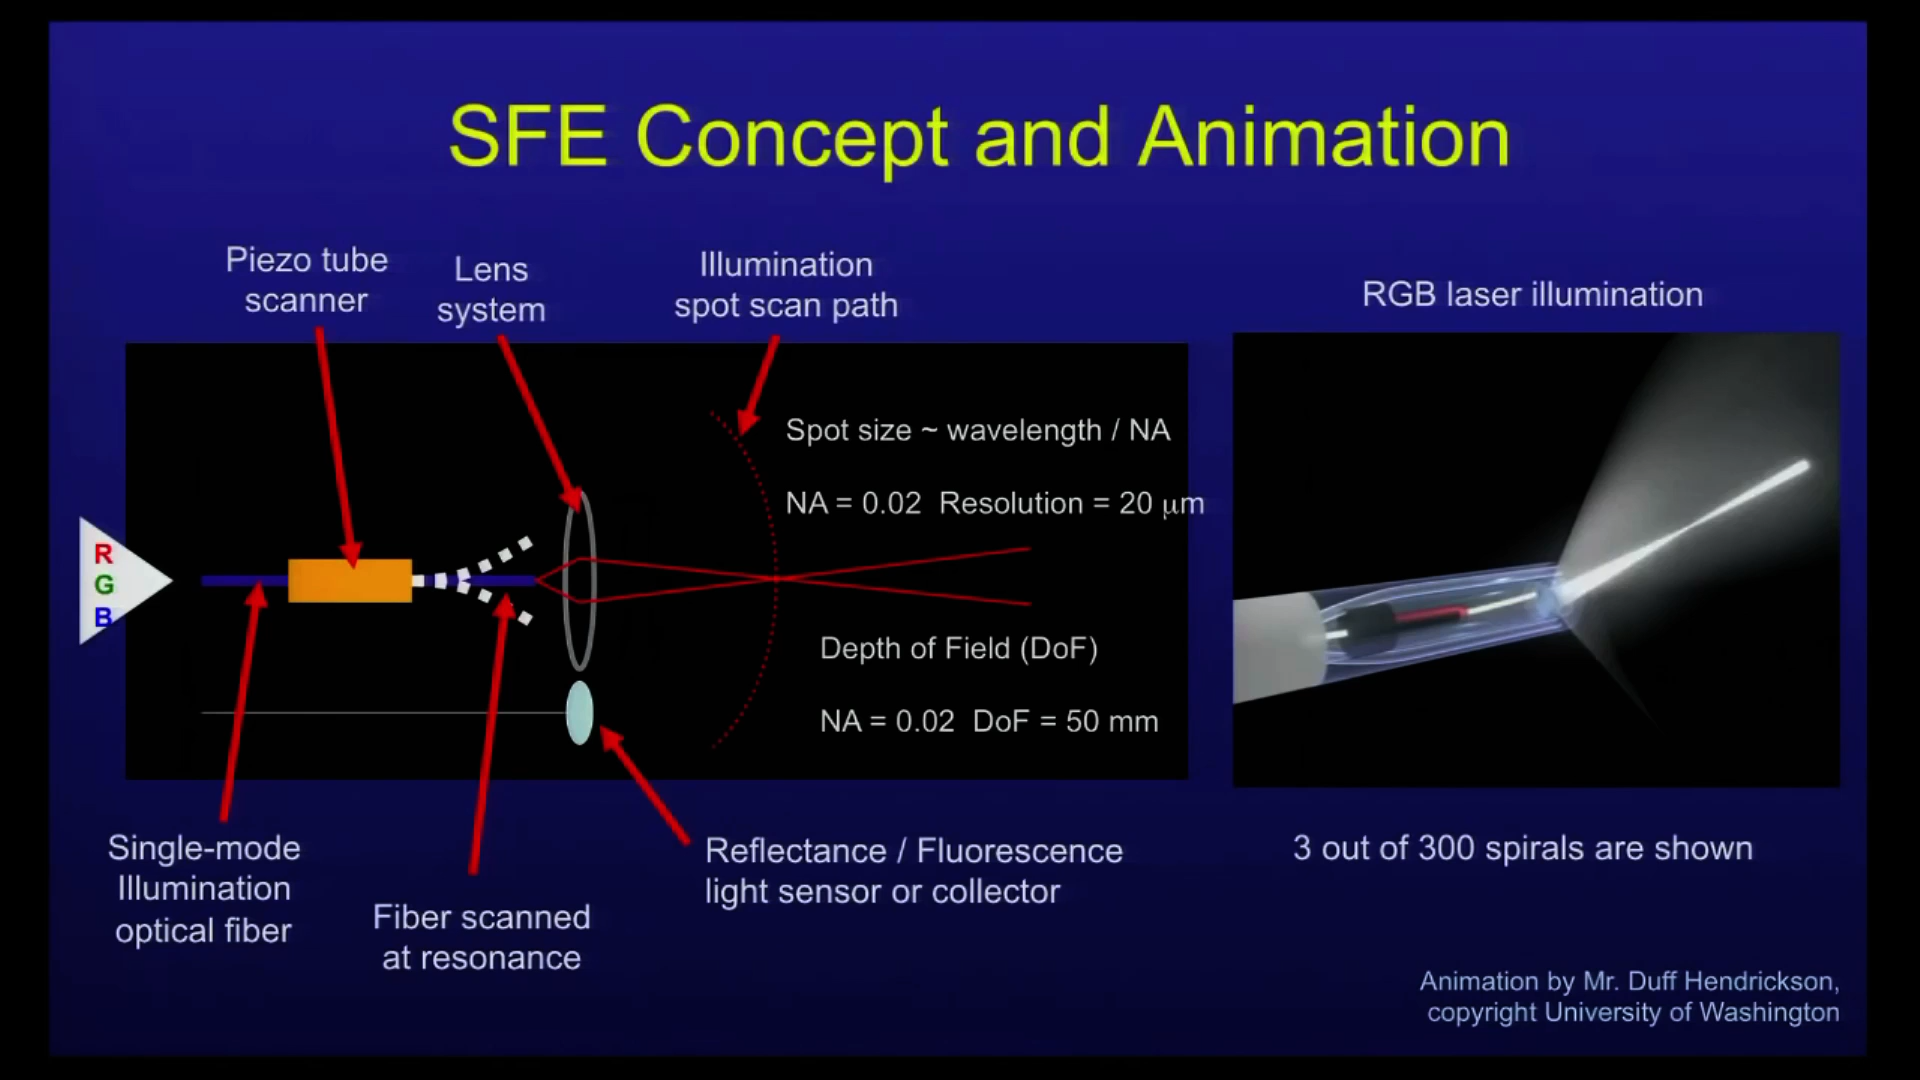 SFE Concept and Animation
Piezo tube
scanner
Lens
system
Illumination
spot scan path
RGB laser illumination
Spot size ~ wavelength / NA
NA = 0.02 Resolution = 20 μm
R
G
B
Depth of Field (DoF)
NA = 0.02 DoF = 50 mm
Single-mode
Illumination
optical fiber
Fiber scanned
at resonance
Reflectance / Fluorescence
light sensor or collector
3 out of 300 spirals are shown
Animation by Mr. Duff Hendrickson,
copyright University of Washington